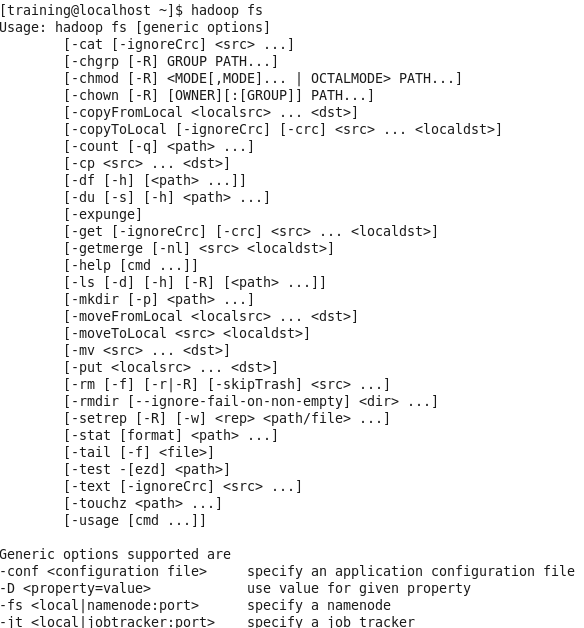 [training@localhost ~]$ hadoop fs
Usage: hadoop fs [generic options]
        [-cat [-ignoreCrc] <src> ...]
        [-chgrp [-R] GROUP PATH...]
        [-chmod [-R] <MODE[,MODE]... | OCTALMODE> PATH...]
        [-chown [-R] [OWNER][:[GROUP]] PATH...]
        [-copyFromLocal <localsrc> ... <dst>]
        [-copyToLocal [-ignoreCrc] [-crc] <src> ... <localdst>]
        [-count [-q] <path> ...]
        [-cp <src> ... <dst>]
        [-df [-h] [<path> ...]]
        [-du [-s] [-h] <path> ...]
        [-expunge]
        [-get [-ignoreCrc] [-crc] <src> ... <localdst>]
        [-getmerge [-nl] <src> <localdst>]
        [-help [cmd ...]]
        [-ls [-d] [-h] [-R] [<path> ...]]
        [-mkdir [-p] <path> ...]
        [-moveFromLocal <localsrc> ... <dst>]
        [-moveToLocal <src> <localdst>]
        [-mv <src> ... <dst>]
        [-put <localsrc> ... <dst>]
        [-rm [-f] [-r|-R] [-skipTrash] <src> ...]
        [-rmdir [--ignore-fail-on-non-empty] <dir> ...]
        [-setrep [-R] [-w] <rep> <path/file> ...]
        [-stat [format] <path> ...]
        [-tail [-f] <file>]
        [-test -[ezd] <path>]
        [-text [-ignoreCrc] <src> ...]
        [-touchz <path> ...]
        [-usage [cmd ...]]

Generic options supported are
-conf <configuration file>     specify an application configuration file
-D <property=value>            use value for given property
-fs <local|namenode:port>      specify a namenode
-jt <local|jobtracker:port>    specify a job tracker